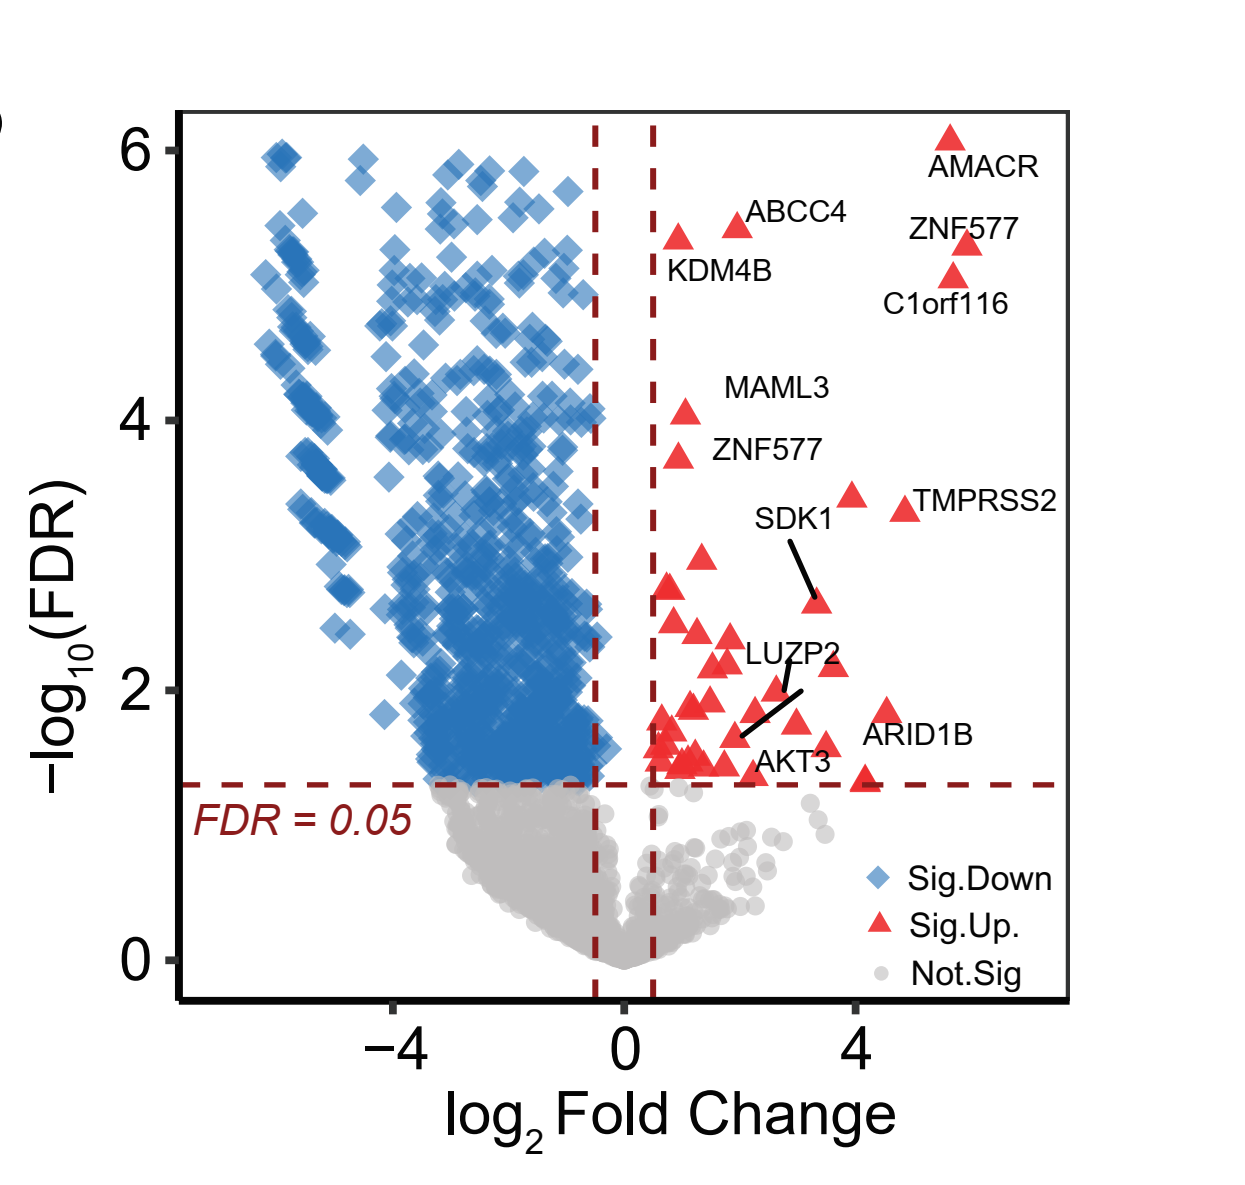 6
AMACR
ABCC4
ZNF577
KDM4B
C1orf116
MAML3
4
ZNF577
TMPRSS2
SDK1
LUZP2
2
ARID1B
AKT3
FDR = 0.05
Sig.Down
Sig.Up.
0
Not.Sig
−log10(FDR)
−4 0 4
log2 Fold Change